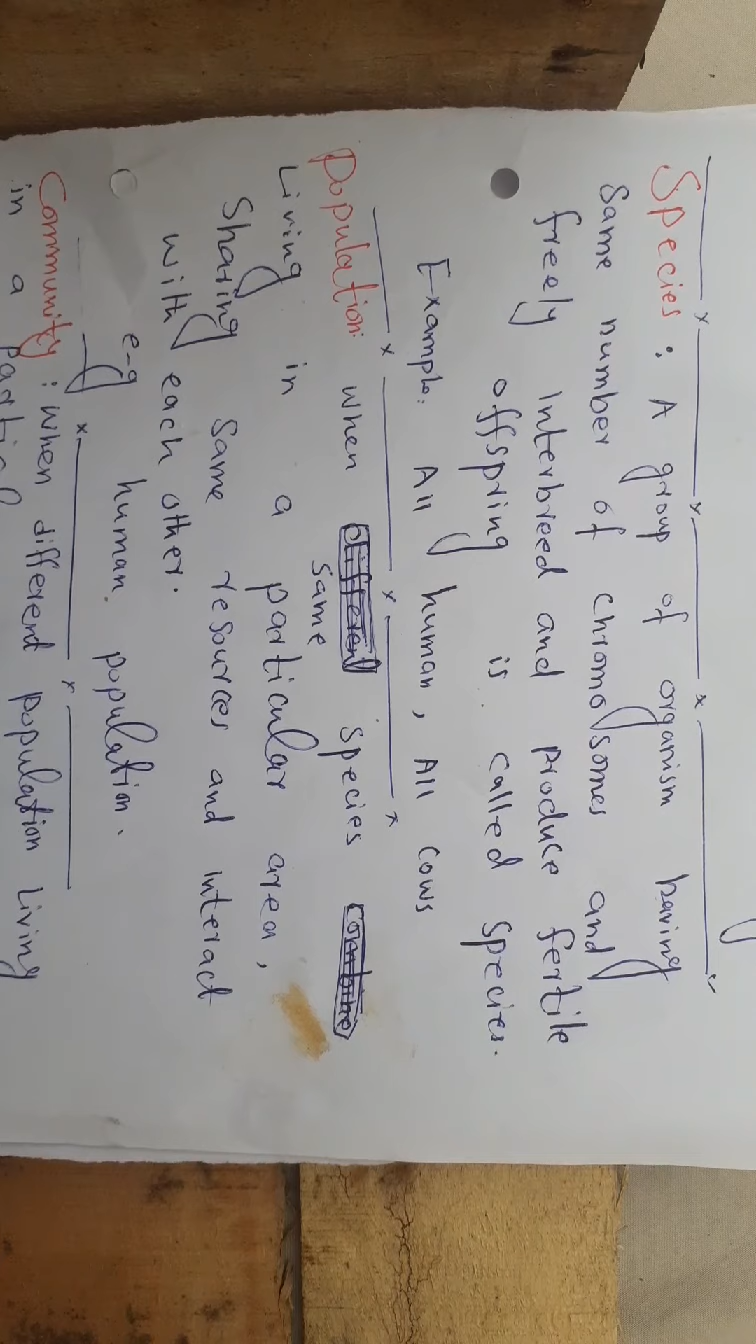 Species : A group of organism having
Same number of chromosomes and
freely Interbreed and produce fertile
offspring is called species.
Example: All human, All cows
Population: when species
same
Living in a particular area,
Sharing same resources and interact
with each other.
e-g human population.
Community : when different population Living
in a